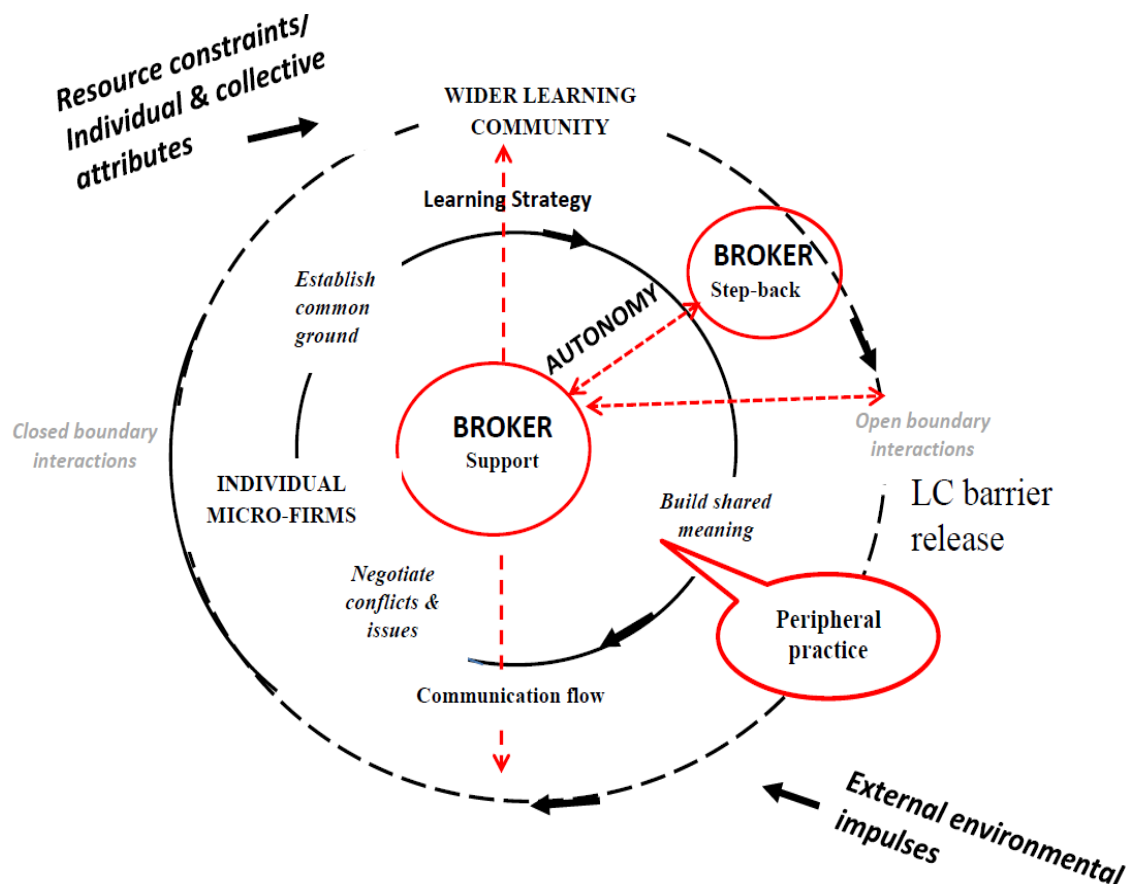 Resource constraints/
Individual & collective
attributes
WIDER LEARNING
COMMUNITY
Learning Strategy
BROKER
Step-back
Establish
common
ground
AUTONOMY
BROKER
Support
Closed boundary
interactions
Open boundary
interactions
INDIVIDUAL
MICRO-FIRMS
LC barrier
release
Build shared
meaning
Negotiate
conflicts &
issues
Peripheral
practice
Communication flow
External environmental
impulses